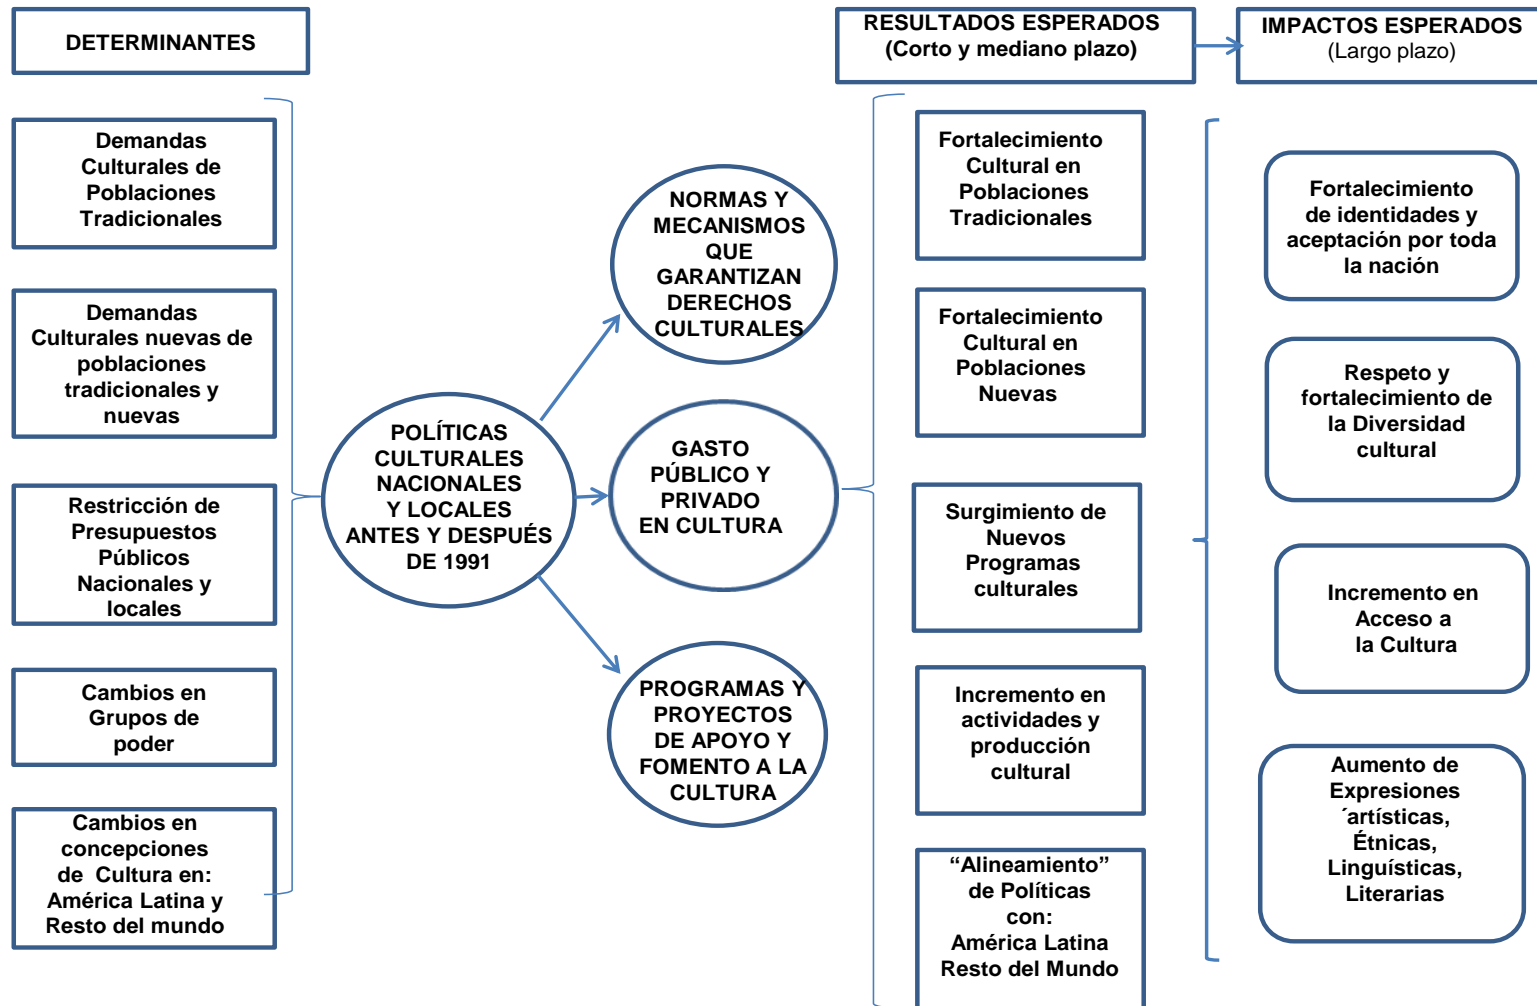 DETERMINANTES
Demandas
Culturales de
Poblaciones
Tradicionales
Demandas
Culturales nuevas de
poblaciones
tradicionales y
nuevas
Restricción de
Presupuestos
Públicos
Nacionales y
locales
Cambios en
Grupos de
poder
Cambios en
concepciones
de Cultura en:
América Latina y
Resto del mundo
POLÍTICAS
CULTURALES
NACIONALES
Y LOCALES
ANTES Y DESPUÉS
DE 1991
NORMAS Y
MECANISMOS
QUE
GARANTIZAN
DERECHOS
CULTURALES
GASTO
PÚBLICO Y
PRIVADO
EN CULTURA
PROGRAMAS Y
PROYECTOS
DE APOYO Y
FOMENTO A LA
CULTURA
RESULTADOS ESPERADOS
(Corto y mediano plazo)
Fortalecimiento
Cultural en
Poblaciones
Tradicionales
Fortalecimiento
Cultural en
Poblaciones
Nuevas
Surgimiento de
Nuevos
Programas
culturales
Incremento en
actividades y
producción
cultural
“Alineamiento”
de Políticas
con:
América Latina
Resto del Mundo
IMPACTOS ESPERADOS
(Largo plazo)
Fortalecimiento
de identidades y
aceptación por toda
la nación
Respeto y
fortalecimiento de
la Diversidad
cultural
Incremento en
Acceso a
la Cultura
Aumento de
Expresiones
´artísticas,
Étnicas,
Linguísticas,
Literarias